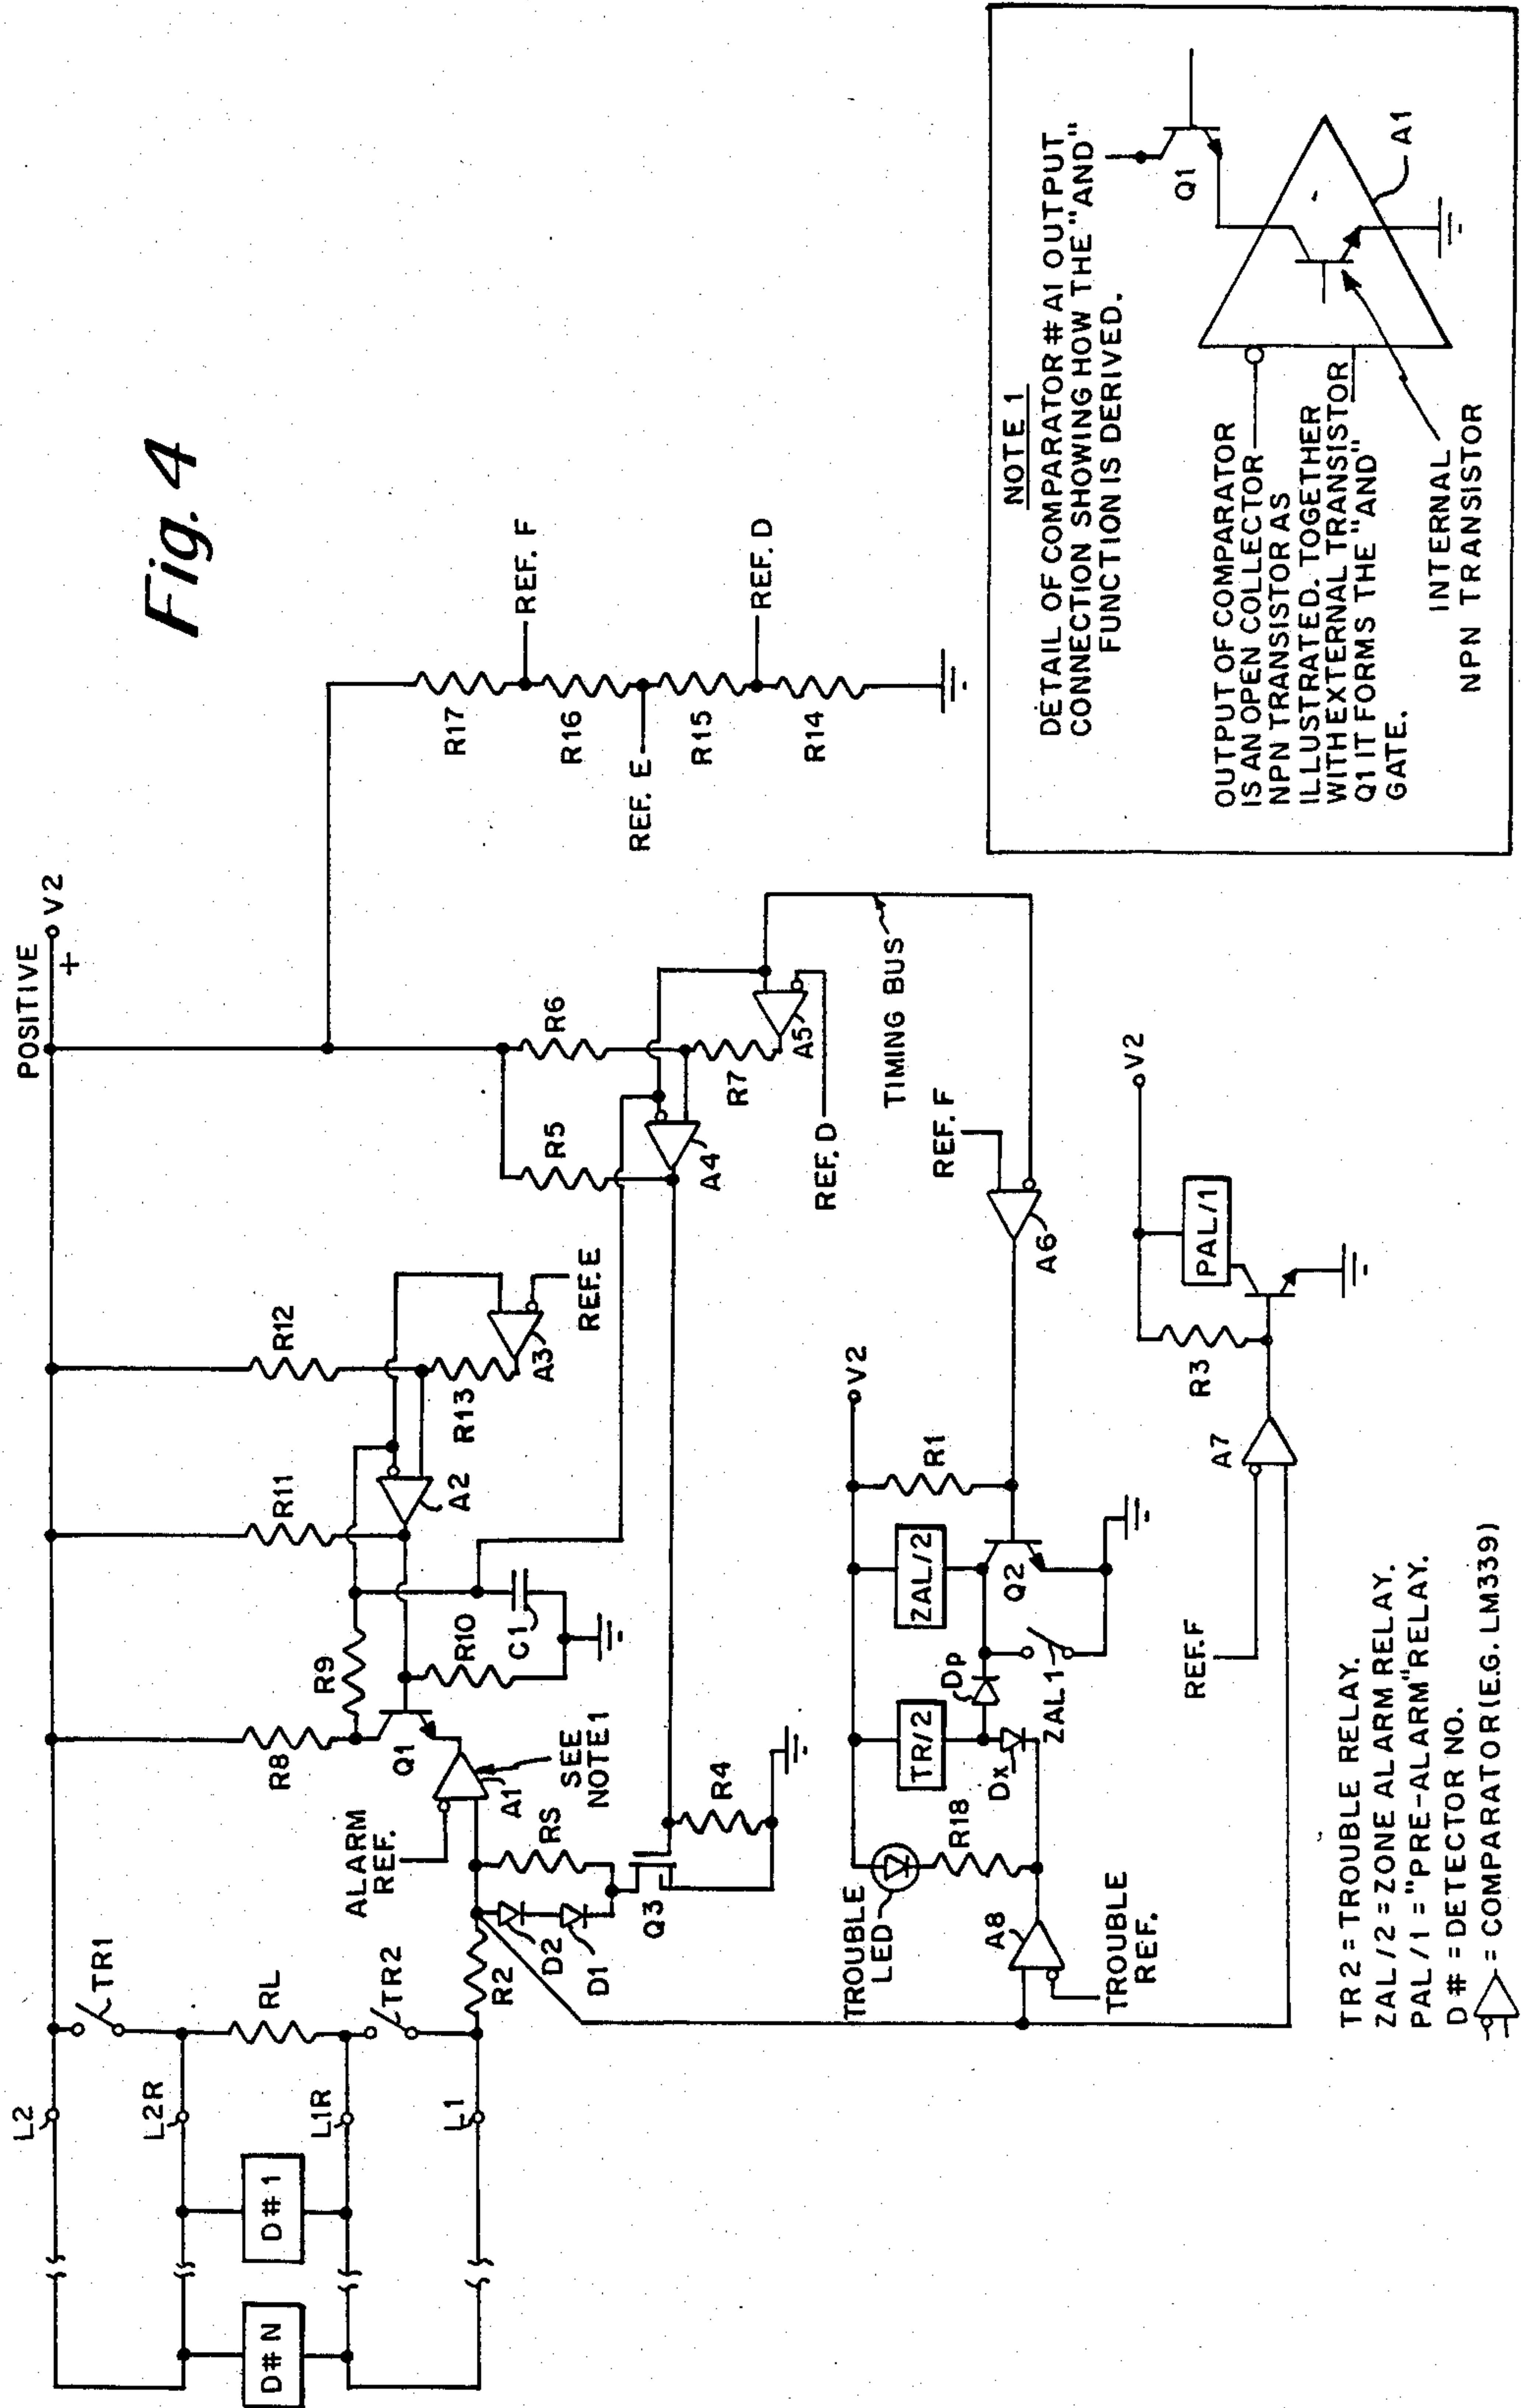 Fig. 4
POSITIVE
+
V2
L2
TR1
L2R
RL
L1R
TR2
L1
D# 1
D# N
R2
ALARM
REF.
A1
SEE
NOTE 1
RS
D2
D1
Q3
R4
R8
R9
Q1
R10
C1
R11
A2
R12
R13
A3
REF.E
R5
R6
A4
R7
A5
REF.D
TIMING BUS
R17
REF. F
R16
REF. E
R15
REF. D
R14
V2
TROUBLE
LED
R18
TR/2
DX
DP
ZAL1
ZAL/2
Q2
R1
A8
TROUBLE
REF.
REF. F
A6
REF.F
A7
R3
PAL/1
V2
TR 2 = TROUBLE RELAY.
ZAL /2 = ZONE ALARM RELAY.
PAL /1 = "PRE-ALARM" RELAY.
D # = DETECTOR NO.
= COMPARATOR (E.G. LM339)
NOTE 1
DETAIL OF COMPARATOR # A1 OUTPUT
CONNECTION SHOWING HOW THE "AND"
FUNCTION IS DERIVED.
OUTPUT OF COMPARATOR
IS AN OPEN COLLECTOR
NPN TRANSISTOR AS
ILLUSTRATED. TOGETHER
WITH EXTERNAL TRANSISTOR
Q1 IT FORMS THE "AND"
GATE.
Q1
A1
INTERNAL
NPN TRANSISTOR